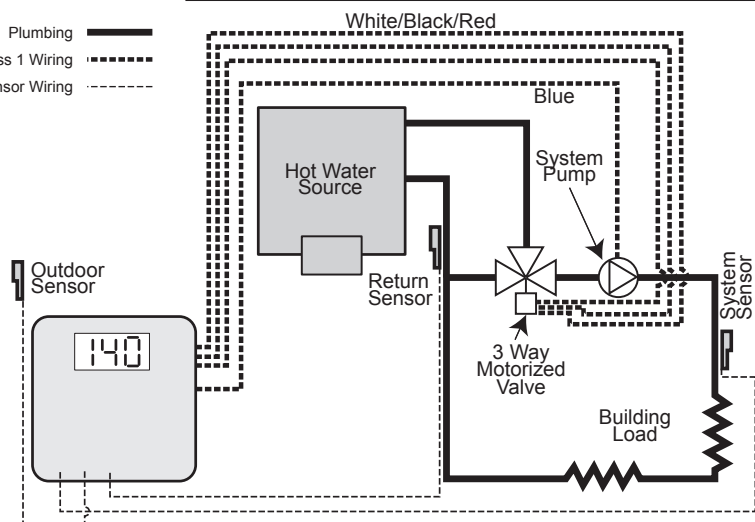 White/Black/Red
Plumbing
ss 1 Wiring
sor Wiring
Blue
Hot Water
Source
System
Pump
Outdoor
Sensor
Return
Sensor
System
Sensor
140
3 Way
Motorized
Valve
Building
Load